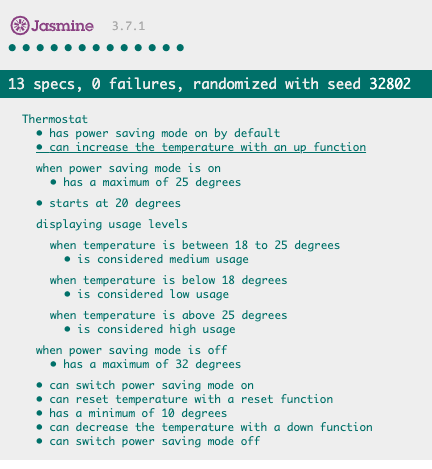 Jasmine 3.7.1
• • • • • • • • • • • • •
13 specs, 0 failures, randomized with seed 32802
Thermostat
• has power saving mode on by default
• can increase the temperature with an up function
when power saving mode is on
• has a maximum of 25 degrees
• starts at 20 degrees
displaying usage levels
when temperature is between 18 to 25 degrees
• is considered medium usage
when temperature is below 18 degrees
• is considered low usage
when temperature is above 25 degrees
• is considered high usage
when power saving mode is off
• has a maximum of 32 degrees
• can switch power saving mode on
• can reset temperature with a reset function
• has a minimum of 10 degrees
• can decrease the temperature with a down function
• can switch power saving mode off